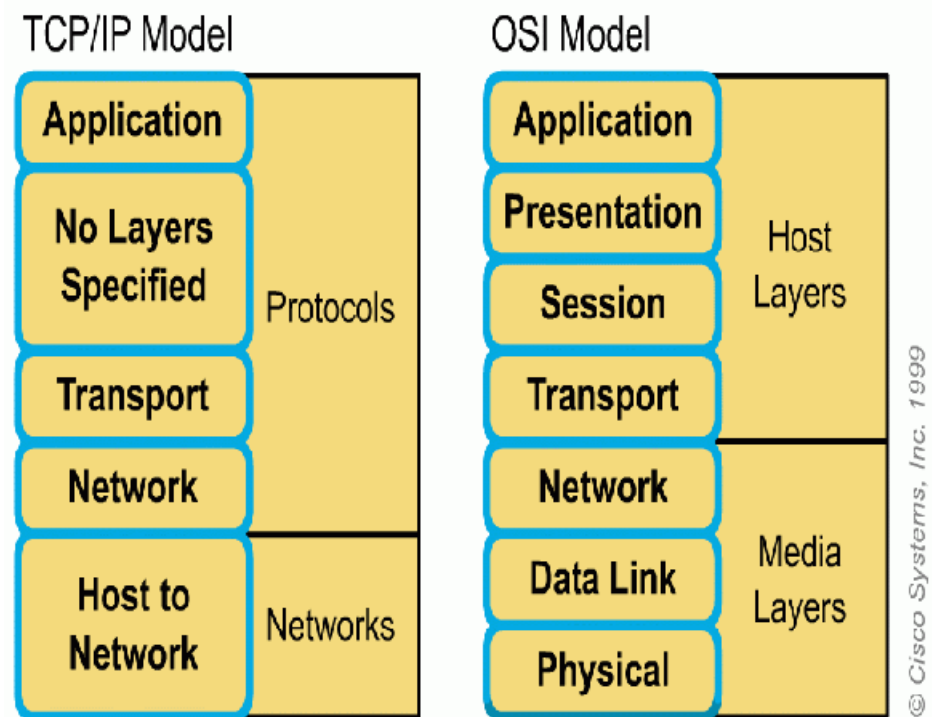 TCP/IP Model
Application
No Layers
Specified
Transport
Network
Host to
Network
Protocols
Networks
OSI Model
Application
Presentation
Session
Transport
Network
Data Link
Physical
Host
Layers
Media
Layers
© Cisco Systems, Inc. 1999